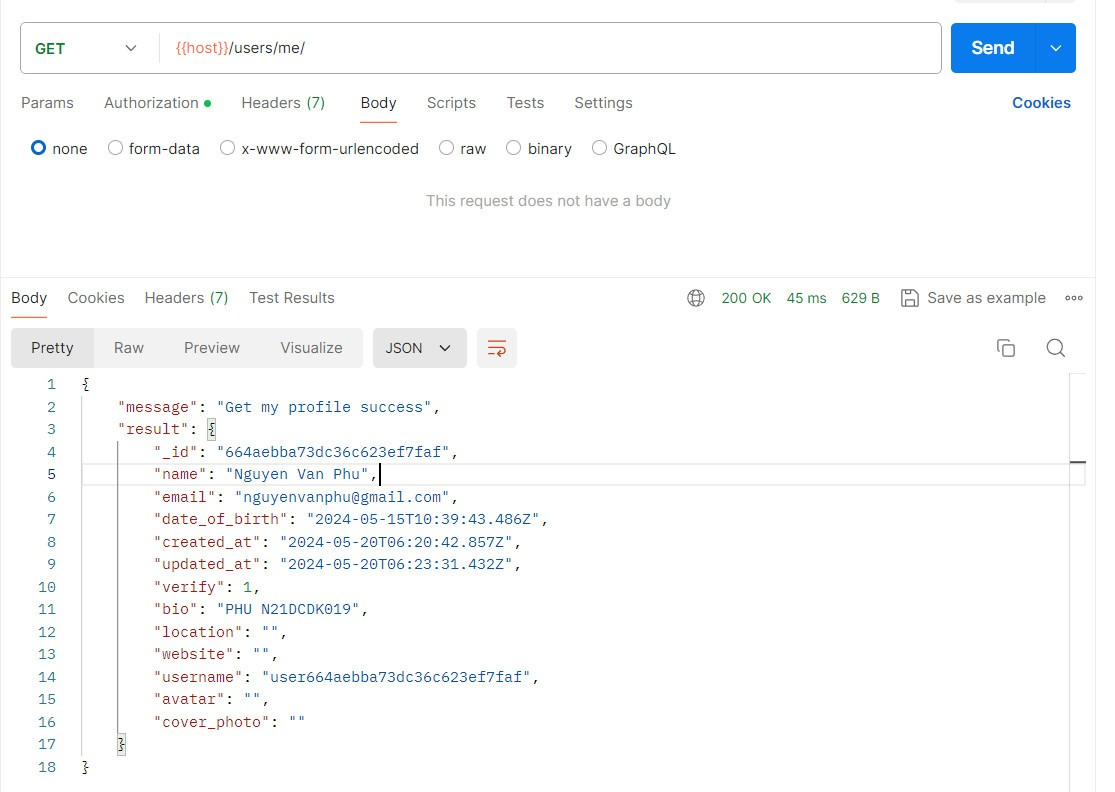 GET {{host}}/users/me/ Send
Params Authorization Headers (7) Body Scripts Tests Settings Cookies
none form-data x-www-form-urlencoded raw binary GraphQL
This request does not have a body
Body Cookies Headers (7) Test Results 200 OK 45 ms 629 B Save as example
Pretty Raw Preview Visualize JSON
1 {
2 "message": "Get my profile success",
3 "result": {
4 "_id": "664aebba73dc36c623ef7faf",
5 "name": "Nguyen Van Phu",
6 "email": "nguyenvanphu@gmail.com",
7 "date_of_birth": "2024-05-15T10:39:43.486Z",
8 "created_at": "2024-05-20T06:20:42.857Z",
9 "updated_at": "2024-05-20T06:23:31.432Z",
10 "verify": 1,
11 "bio": "PHU N21DCDK019",
12 "location": "",
13 "website": "",
14 "username": "user664aebba73dc36c623ef7faf",
15 "avatar": "",
16 "cover_photo": ""
17 }
18 }